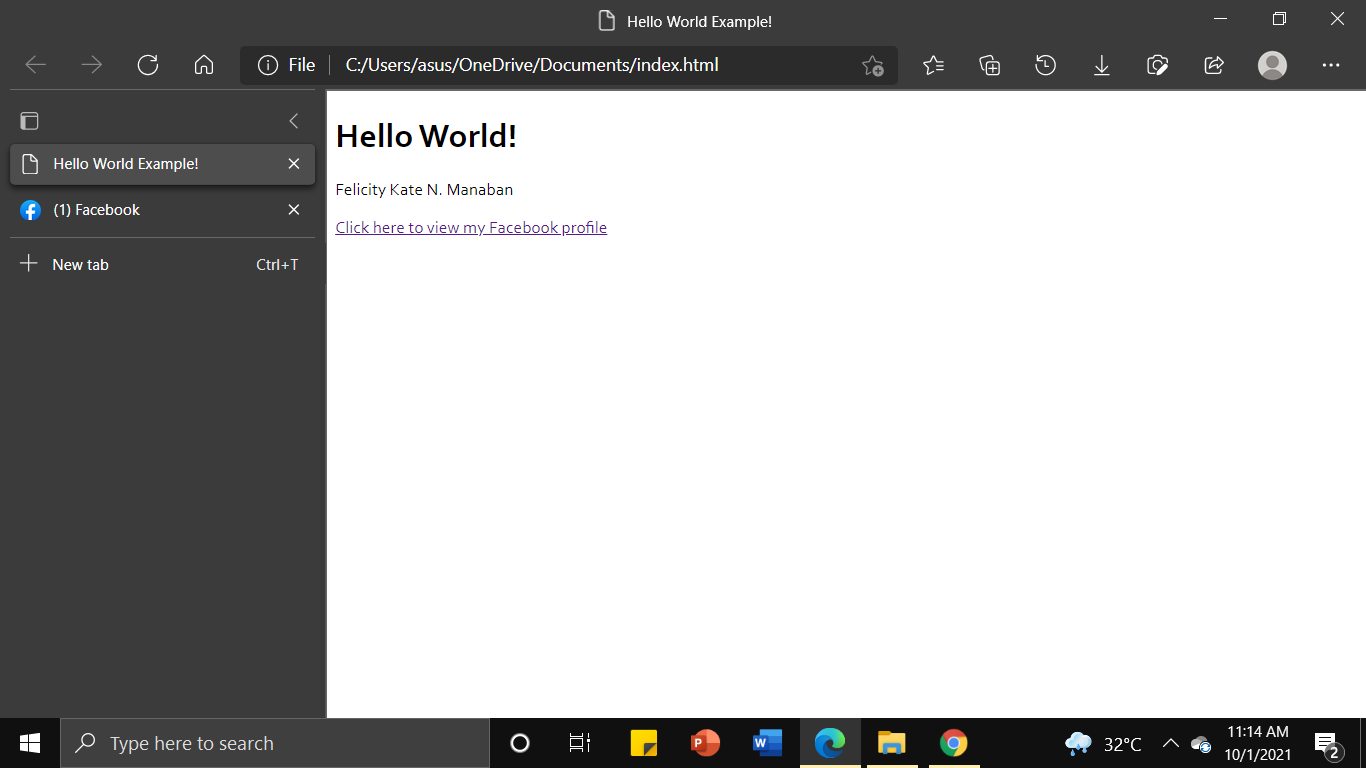 Hello World Example!
File
C:/Users/asus/OneDrive/Documents/index.html
Hello World Example!
(1) Facebook
New tab Ctrl+T
Hello World!
Felicity Kate N. Manaban
Click here to view my Facebook profile
Type here to search
P
W
32°C
11:14 AM
10/1/2021
2